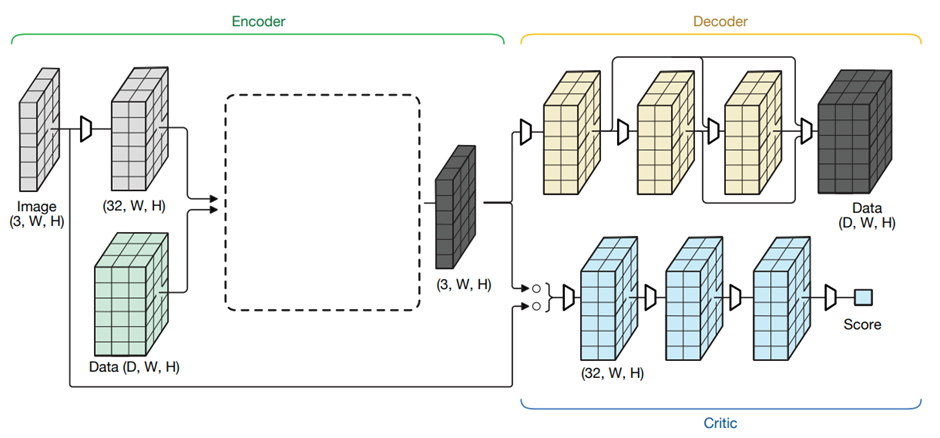 Encoder
Decoder
Image
(3, W, H)
(32, W, H)
Data (D, W, H)
(3, W, H)
Data
(D, W, H)
(32, W, H)
Score
Critic